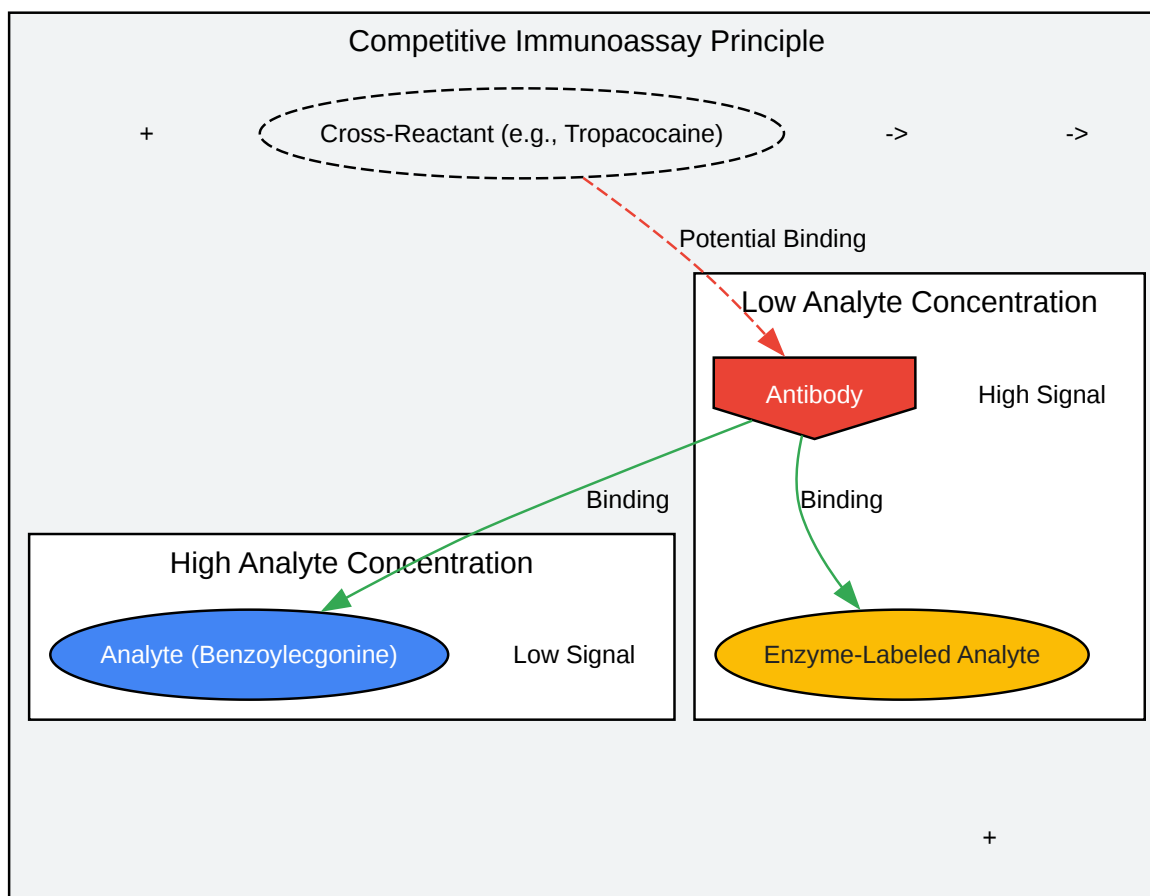 Competitive Immunoassay Principle
+
Cross-Reactant (e.g., Tropacocaine)
->
->
Potential Binding
Low Analyte Concentration
Antibody
High Signal
Binding
Binding
High Analyte Concentration
Analyte (Benzoylecgonine)
Low Signal
Enzyme-Labeled Analyte
+